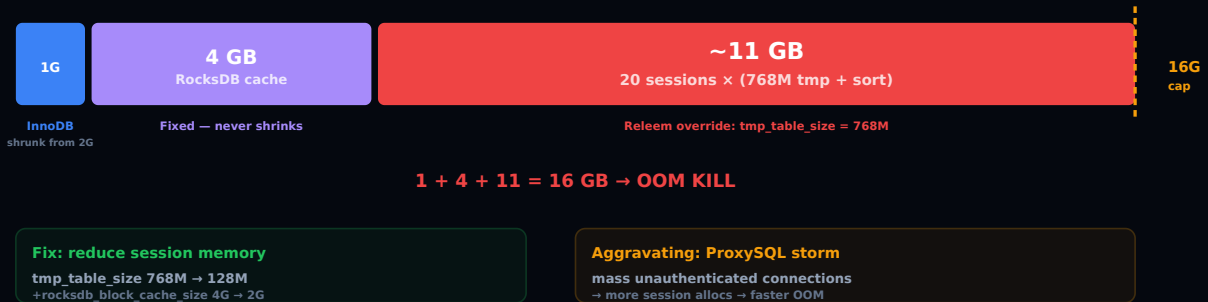 1G
4 GB
RocksDB cache
~11 GB
20 sessions × (768M tmp + sort)
16G
cap
InnoDB
shrunk from 2G
Fixed — never shrinks
Releem override: tmp_table_size = 768M
1 + 4 + 11 = 16 GB → OOM KILL
Fix: reduce session memory
tmp_table_size 768M → 128M
+rocksdb_block_cache_size 4G → 2G
Aggravating: ProxySQL storm
mass unauthenticated connections
→ more session allocs → faster OOM